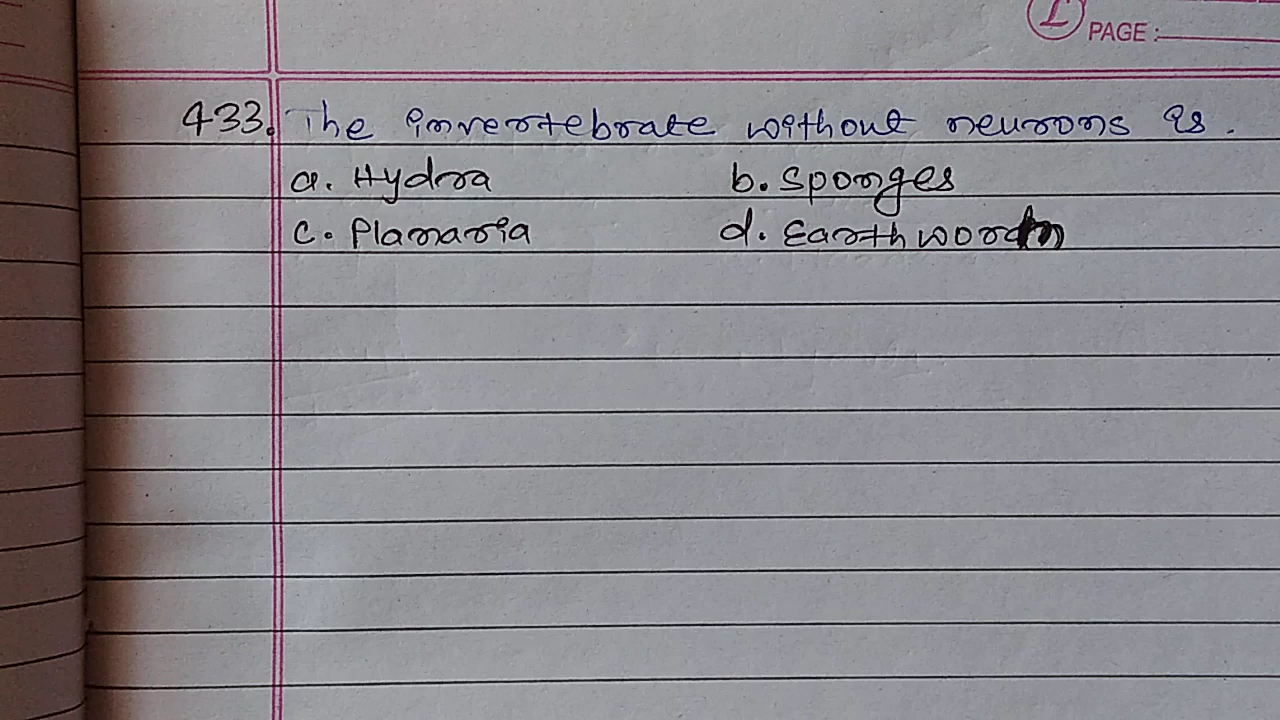 L PAGE :
433. The invertebrate without neurons is .
a. Hydra b. Sponges
c. Planaria d. Earthworm